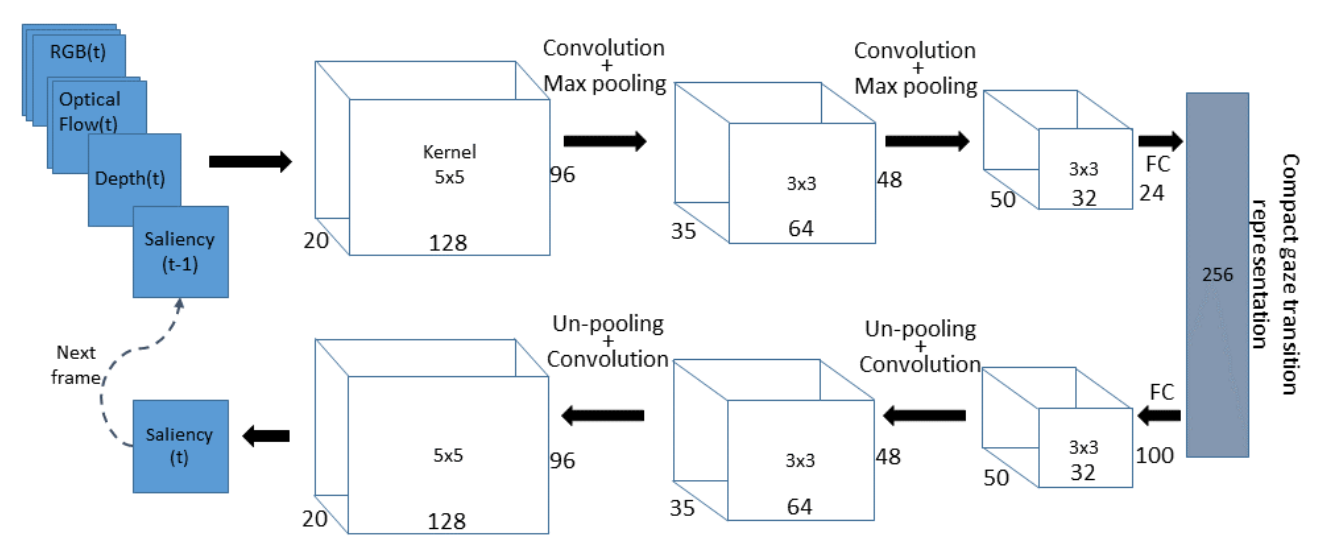 RGB(t)
Optical
Flow(t)
Depth(t)
Saliency
(t-1)
Kernel
5x5
96
20
128
Convolution
+
Max pooling
3x3
48
35
64
Convolution
+
Max pooling
3x3
50
32
FC
24
256
Compact gaze transition
representation
Next
frame
Saliency
(t)
5x5
96
20
128
Un-pooling
+
Convolution
3x3
48
35
64
Un-pooling
+
Convolution
3x3
50
32
FC
100